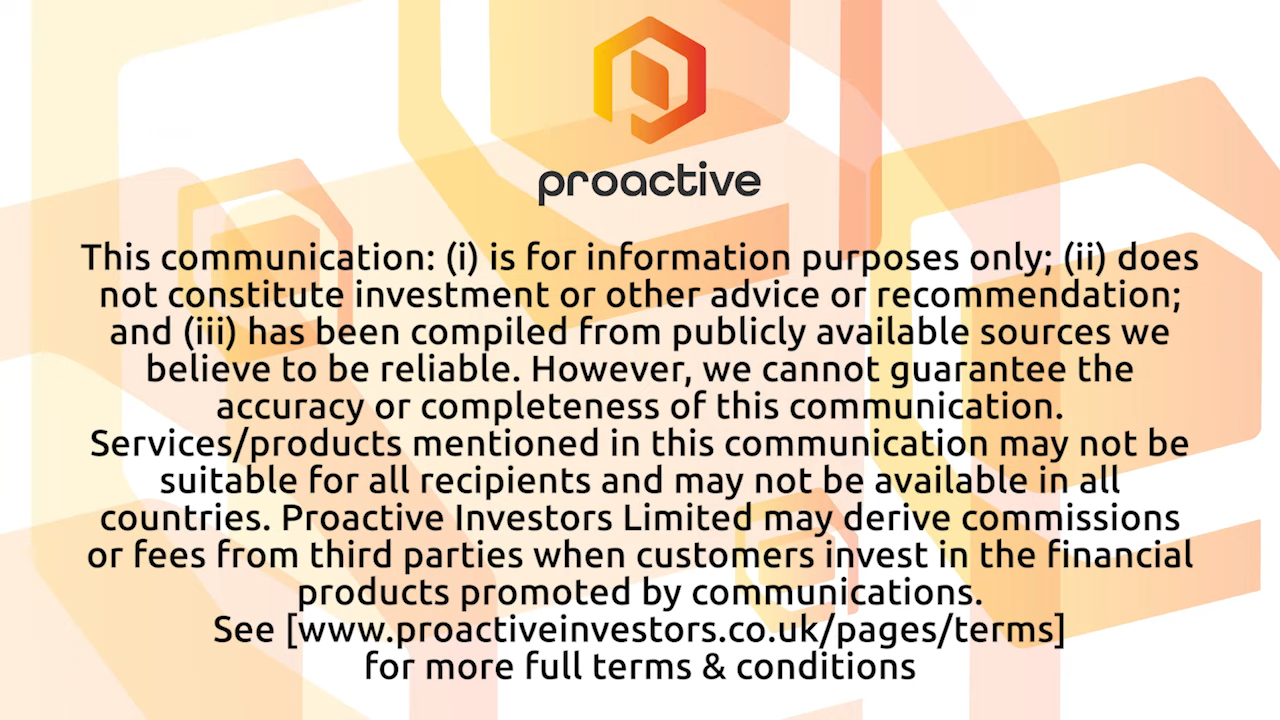 proactive
This communication: (i) is for information purposes only; (ii) does
not constitute investment or other advice or recommendation;
and (iii) has been compiled from publicly available sources we
believe to be reliable. However, we cannot guarantee the
accuracy or completeness of this communication.
Services/products mentioned in this communication may not be
suitable for all recipients and may not be available in all
countries. Proactive Investors Limited may derive commissions
or fees from third parties when customers invest in the financial
products promoted by communications.
See [www.proactiveinvestors.co.uk/pages/terms]
for more full terms & conditions